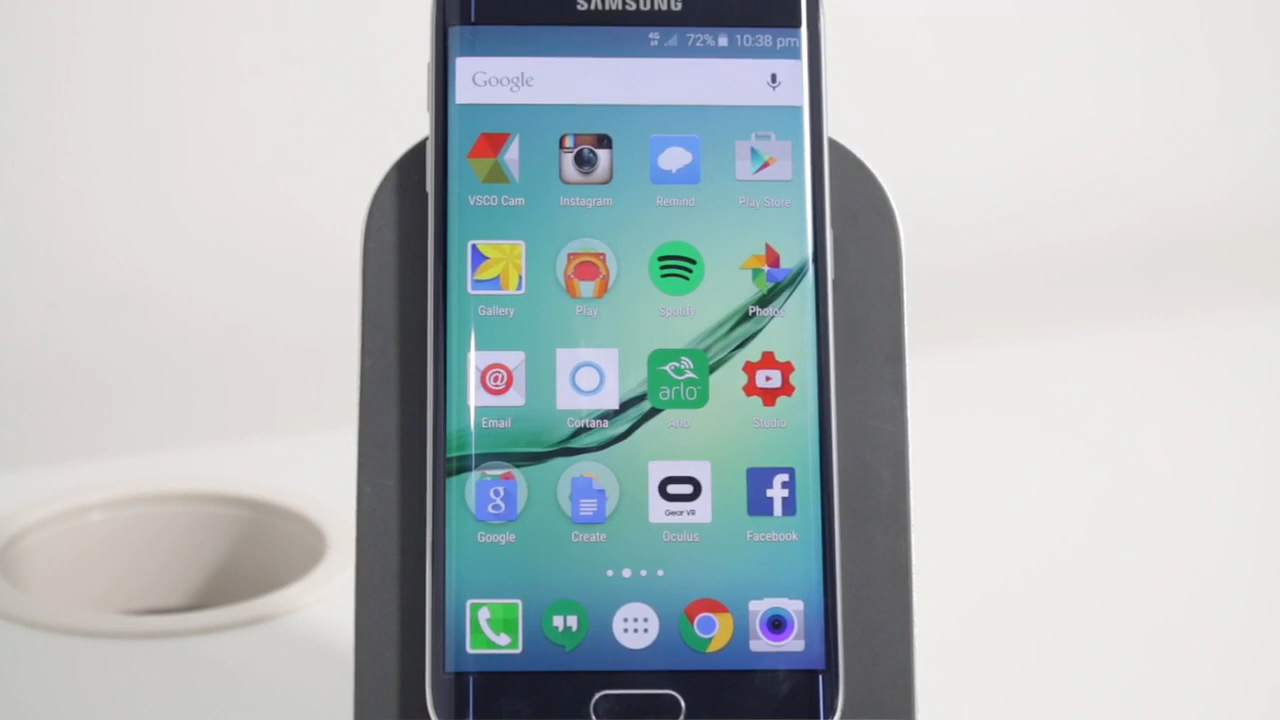 SAMSUNG
4G 72% 10:38 pm
Google
VSCO Cam Instagram Remind Play Store
Gallery Play Spotify Photos
@ arlo
Email Cortana Arlo Studio
g Gear VR f
Google Create Oculus Facebook